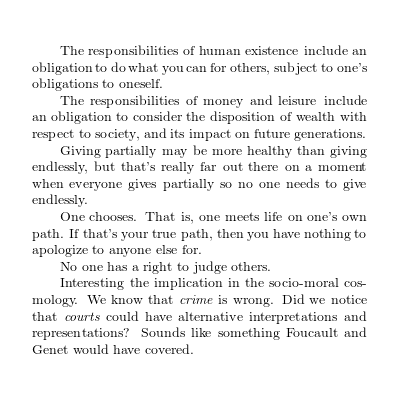 The responsibilities of human existence include an
obligation to do what you can for others, subject to one's
obligations to oneself.
The responsibilities of money and leisure include
an obligation to consider the disposition of wealth with
respect to society, and its impact on future generations.
Giving partially may be more healthy than giving
endlessly, but that's really far out there on a moment
when everyone gives partially so no one needs to give
endlessly.
One chooses. That is, one meets life on one's own
path. If that's your true path, then you have nothing to
apologize to anyone else for.
No one has a right to judge others.
Interesting the implication in the socio-moral cos-
mology. We know that crime is wrong. Did we notice
that courts could have alternative interpretations and
representations? Sounds like something Foucault and
Genet would have covered.